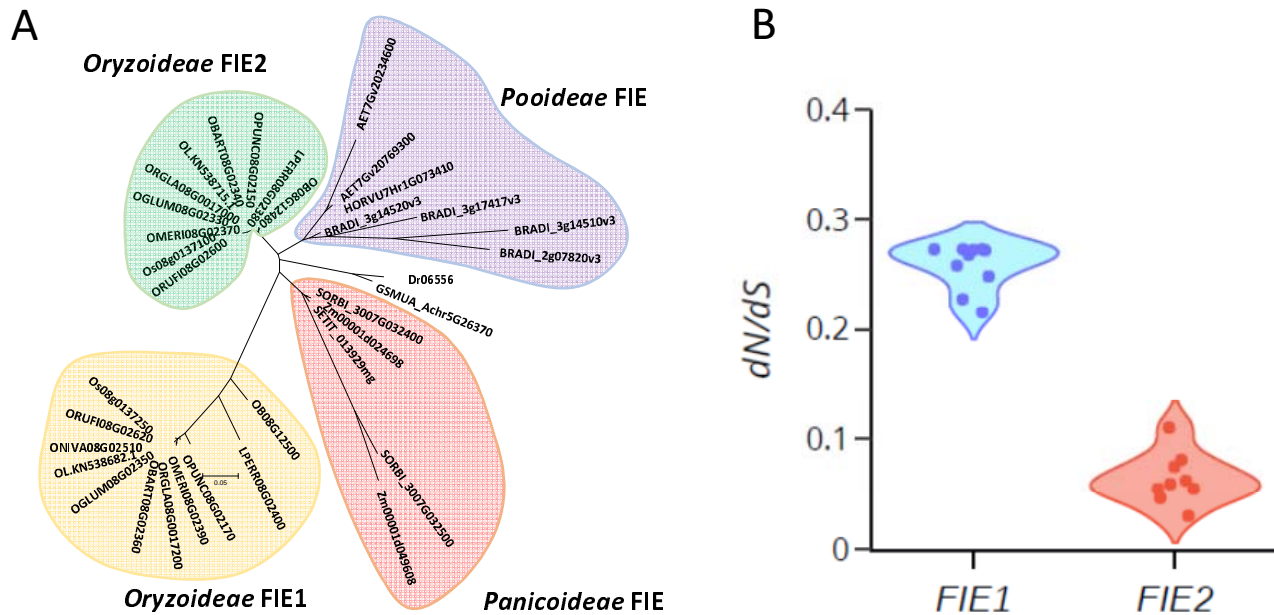 A
B
Oryzoideae FIE2
Pooideae FIE
AET7Gv20234600
AET7Gv20769300
HORVU7Hr1G073410
BRADI_3g14520v3
BRADI_3g17417v3
BRADI_3g14510v3
BRADI_2g07820v3
OPUNC08G02150
LPERR08G02380
OB08G12480
OBART08G02340
OL.KN538715.1
ORGLA08G0017000
OGLUM08G02330
OMERI08G02370
Os08g0137100
ORUFI08G02600
Dr06556
GSMUA_Achr5G26370
SORBI_3007G032400
Zm00001d024698
SETIT_013929mg
SORBI_3007G032500
Zm00001d049608
Os08g0137250
ORUFI08G02620
ONIVA08G02510
OL.KN538682.1
OGLUM08G02350
OBART08G02360
ORGLA08G0017200
OMERI08G02390
OPUNC08G02170
LPERR08G02400
OB08G12500
0.05
Oryzoideae FIE1
Panicoideae FIE
dN/dS
0.4
0.3
0.2
0.1
0
FIE1
FIE2